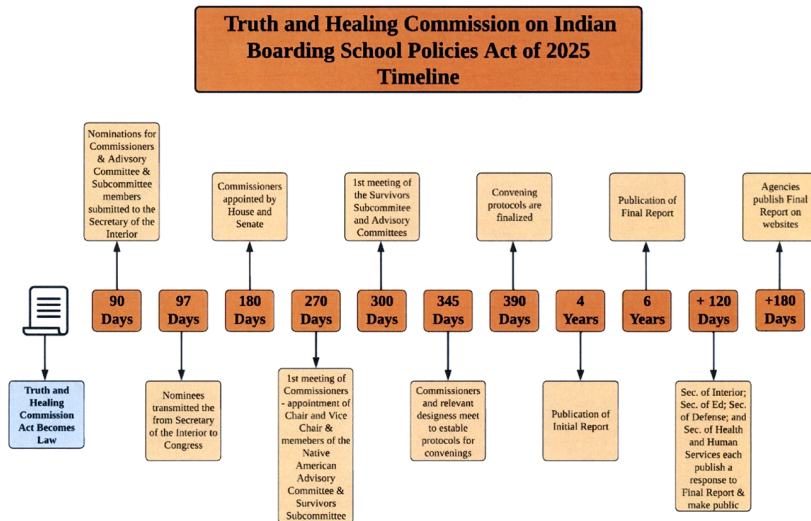 Truth and Healing Commission on Indian
Boarding School Policies Act of 2025
Timeline
Nominations for
Commissioners
& Adivsory
Committee &
Subcommittee
members
submitted to the
Secretary of the
Interior
Commissioners
appointed by
House and
Senate
1st meeting of
the Survivors
Subcommitee
and Advisory
Committees
Convening
protocols are
finalized
Publication of
Final Report
Agencies
publish Final
Report on
websites
90
Days
97
Days
180
Days
270
Days
300
Days
345
Days
390
Days
4
Years
6
Years
+ 120
Days
+180
Days
Truth and
Healing
Commission
Act Becomes
Law
Nominees
transmitted the
from Secretary
of the Interior to
Congress
1st meeting of
Commissioners
- appointment of
Chair and Vice
Chair &
memebers of the
Native
American
Advisory
Committee &
Survivors
Subcommittee
Commissioners
and relevant
designess meet
to estable
protocols for
convenings
Publication of
Initial Report
Sec. of Interior;
Sec. of Ed; Sec.
of Defense; and
Sec. of Health
and Human
Services each
publish a
response to
Final Report &
make public